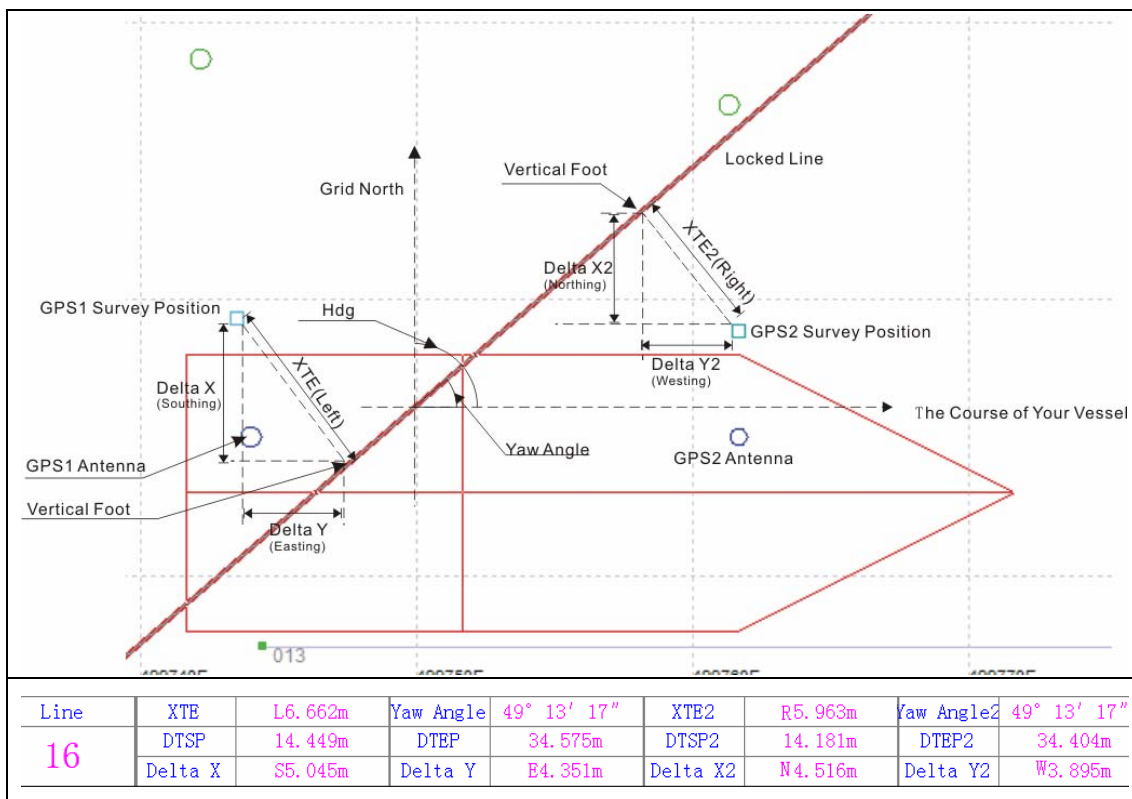 Vertical Foot
Locked Line
Grid North
XTE2(Right)
Delta X2
(Northing)
GPS1 Survey Position
Hdg
GPS2 Survey Position
XTE(Left)
Delta Y2
(Westing)
Delta X
(Southing)
The Course of Your Vessel
Yaw Angle
GPS1 Antenna
GPS2 Antenna
Vertical Foot
Delta Y
(Easting)
013
Line XTE L6.662m Yaw Angle 49° 13′ 17″ XTE2 R5.963m Yaw Angle2 49° 13′ 17″
16 DTSP 14.449m DTEP 34.575m DTSP2 14.181m DTEP2 34.404m
Delta X S5.045m Delta Y E4.351m Delta X2 N4.516m Delta Y2 W3.895m